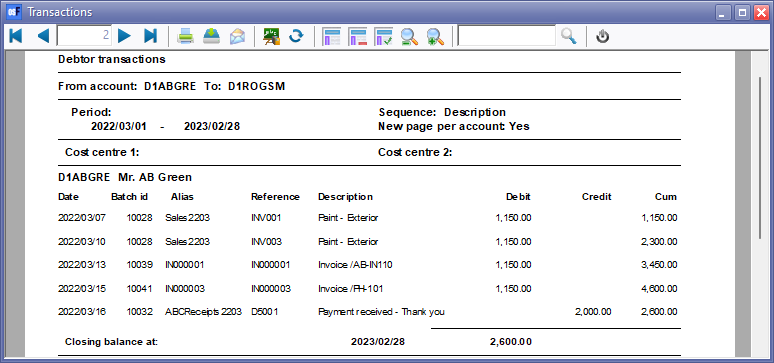 Transactions
2
Debtor transactions
From account: D1ABGRE To: D1ROGSM
Period: Sequence: Description
2022/03/01 - 2023/02/28 New page per account: Yes
Cost centre 1: Cost centre 2:
D1ABGRE Mr. AB Green
Date Batch id Alias Reference Description Debit Credit Cum
2022/03/07 10028 Sales2203 INV001 Paint - Exterior 1,150.00 1,150.00
2022/03/10 10028 Sales2203 INV003 Paint - Exterior 1,150.00 2,300.00
2022/03/13 10039 IN000001 IN000001 Invoice /AB-IN110 1,150.00 3,450.00
2022/03/15 10041 IN000003 IN000003 Invoice /PH-101 1,150.00 4,600.00
2022/03/16 10032 ABCReceipts2203 D5001 Payment received - Thank you 2,000.00 2,600.00
Closing balance at: 2023/02/28 2,600.00